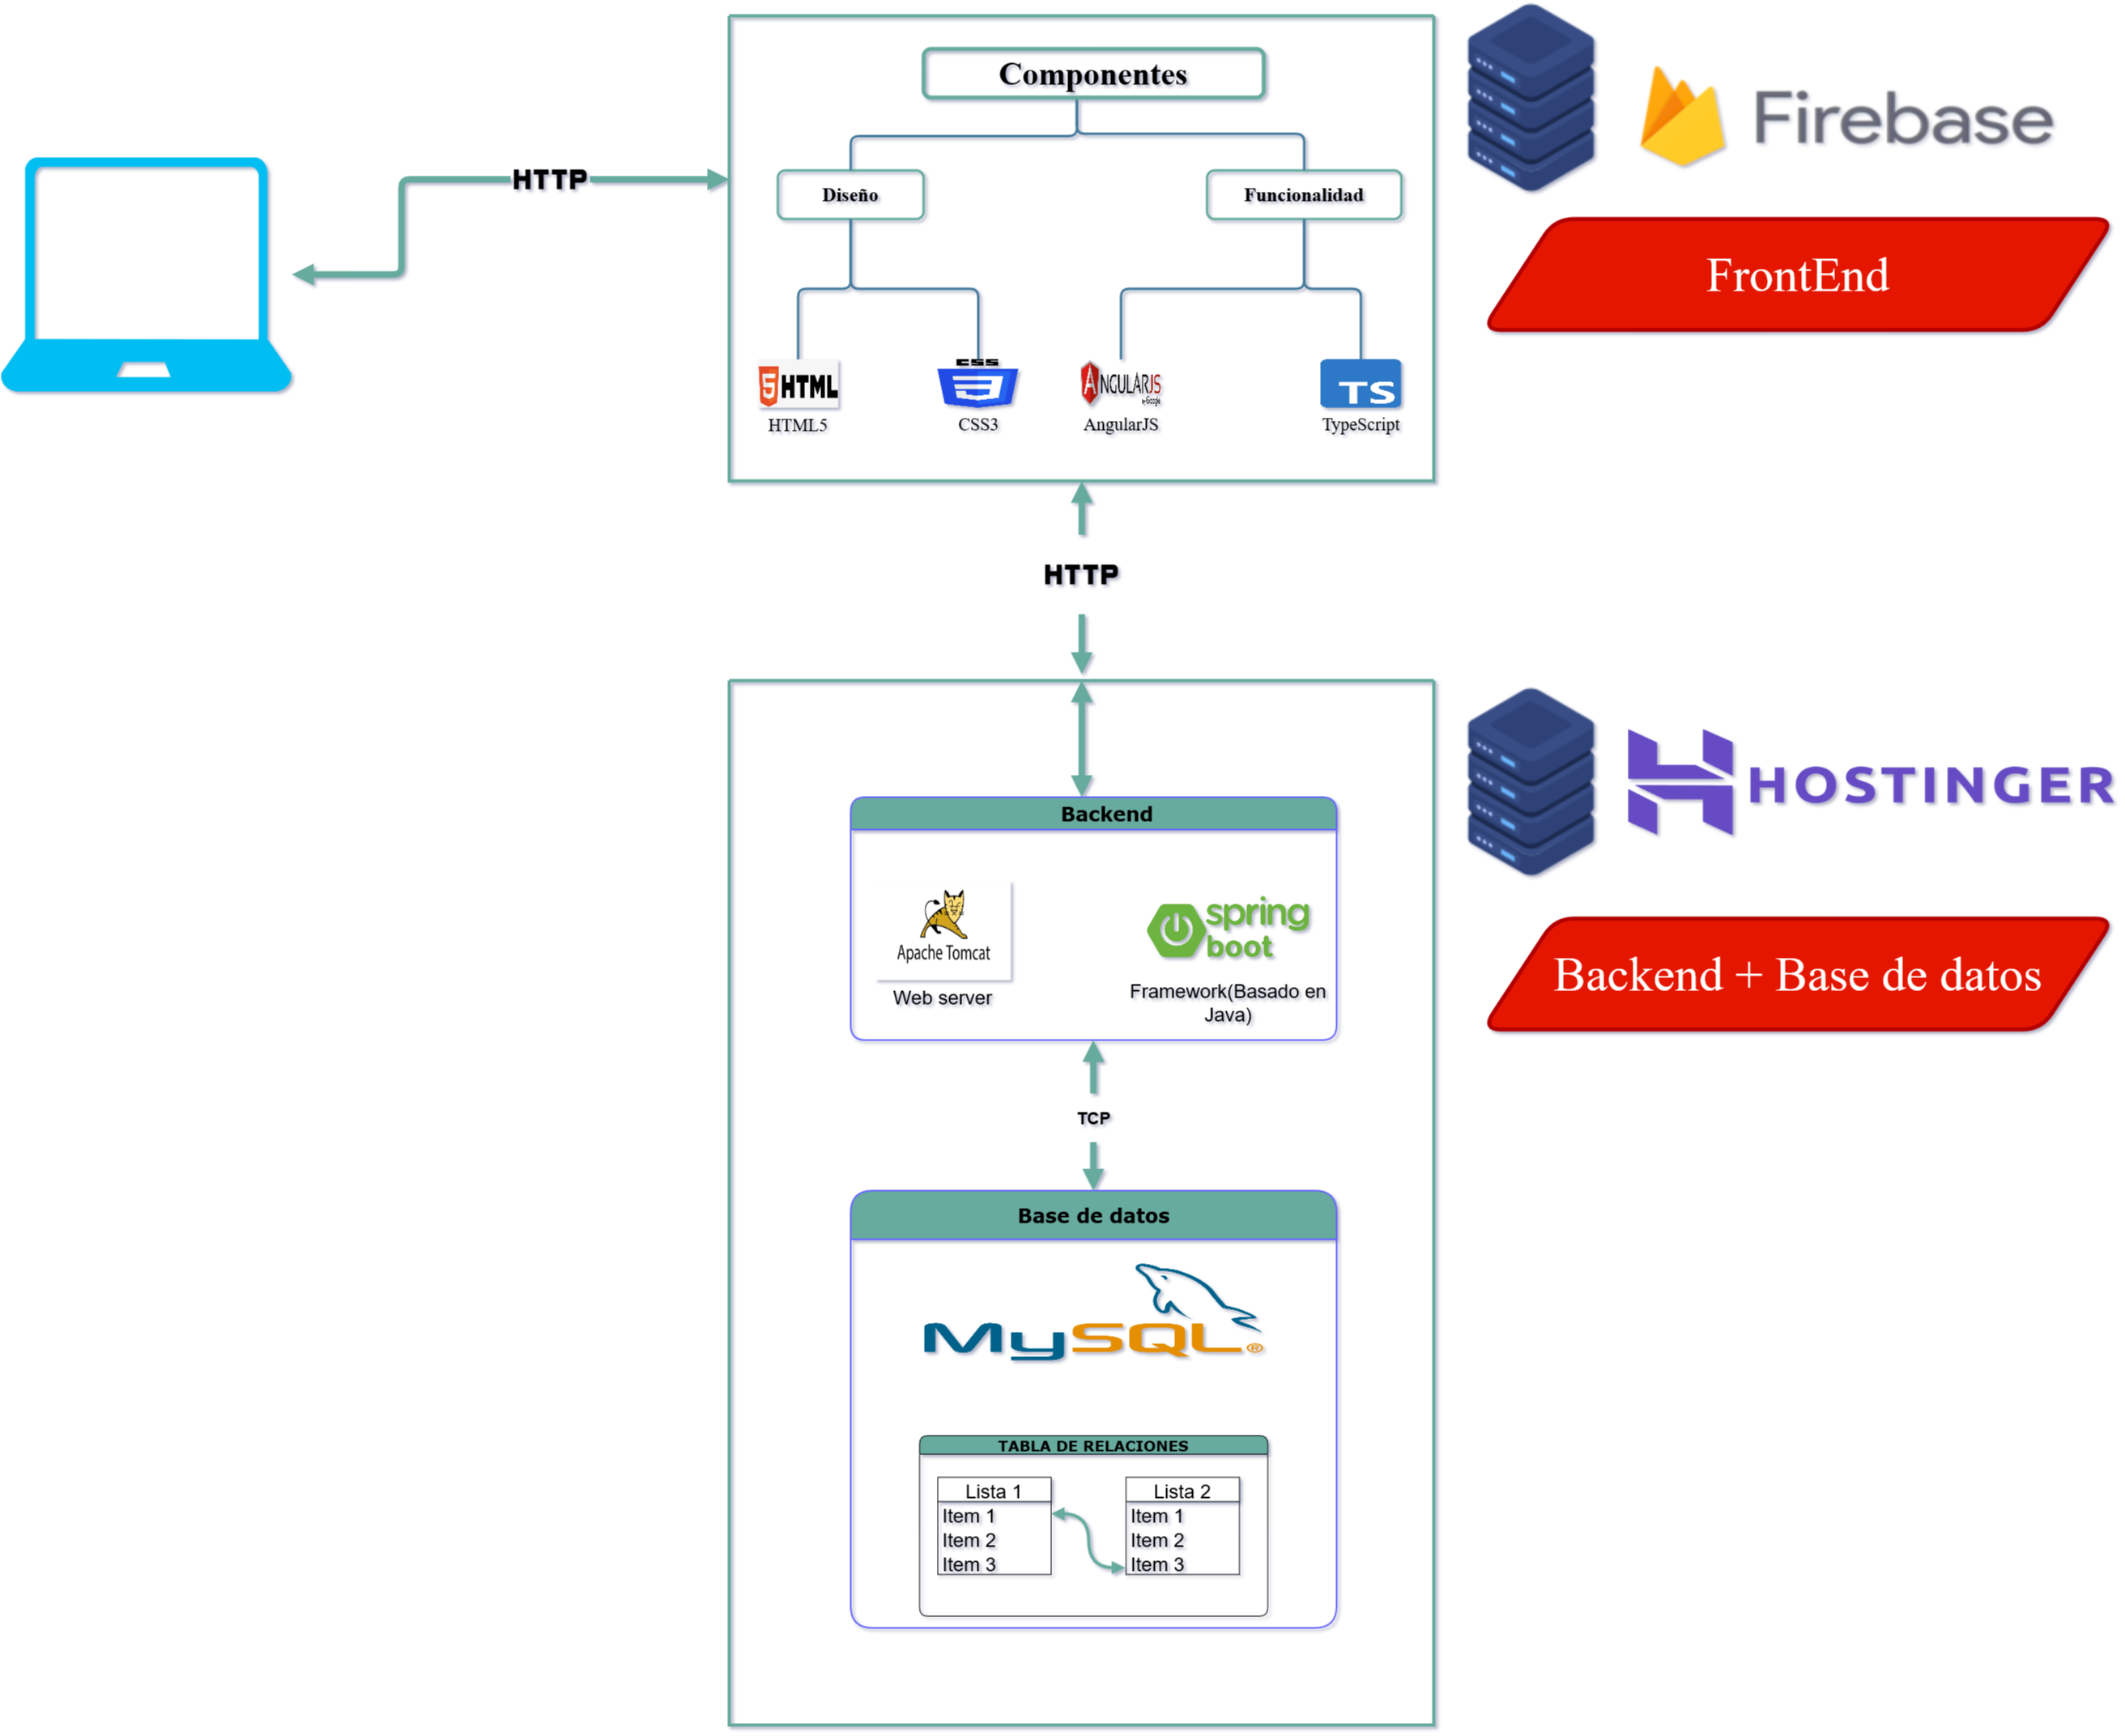 Componentes
Firebase
HTTP
Diseño
Funcionalidad
FrontEnd
5 HTML
CSS
3
ANGULARJS
by Google
TS
HTML5
CSS3
AngularJS
TypeScript
HTTP
HOSTINGER
Backend
spring
boot
Apache Tomcat
Web server
Framework(Basado en
Java)
Backend + Base de datos
TCP
Base de datos
MySQL®
TABLA DE RELACIONES
Lista 1
Item 1
Item 2
Item 3
Lista 2
Item 1
Item 2
Item 3